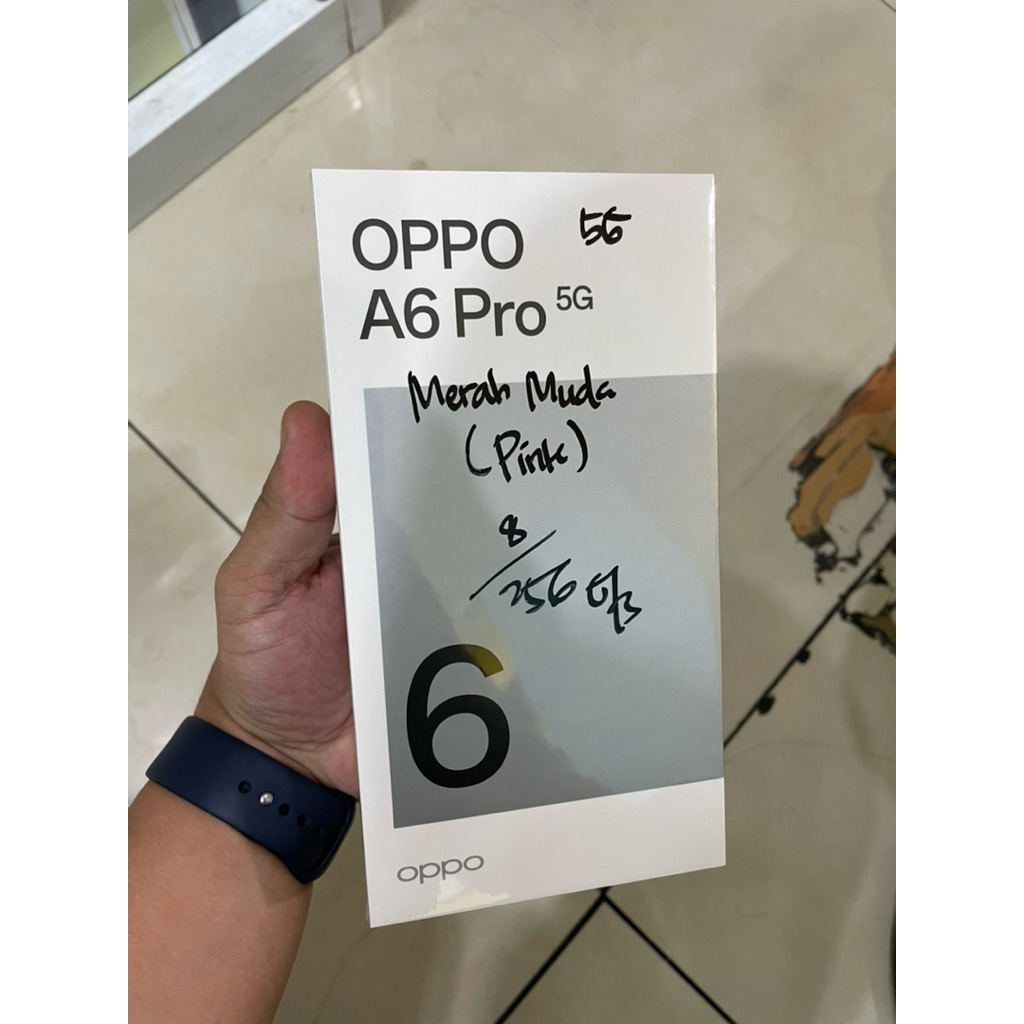 OPPO 5G
A6 Pro 5G
Merah Muda
(Pink)
8/256 GB
6
oppo